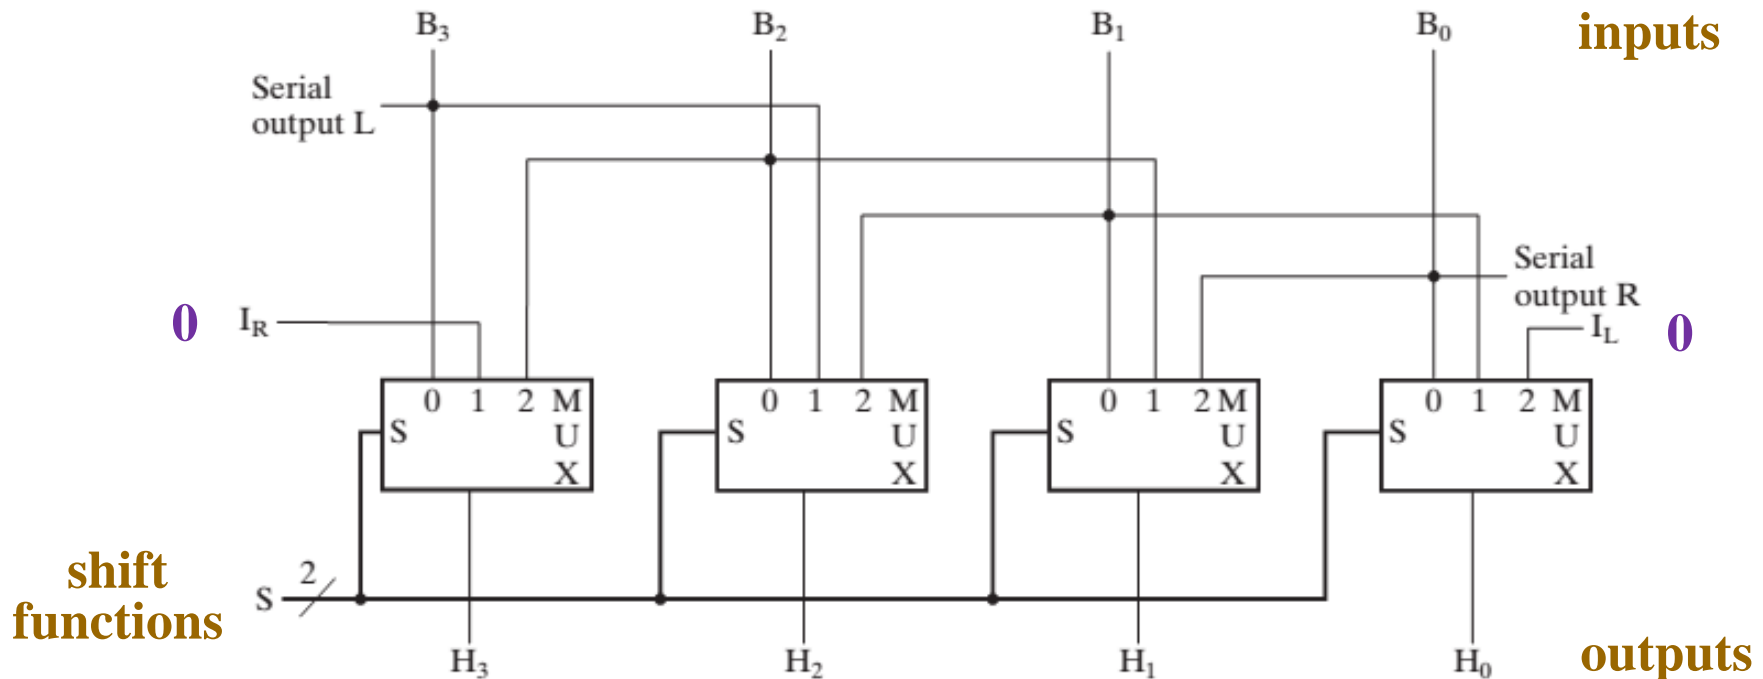 B3 B2 B1 B0 inputs
Serial
output L
Serial
output R
0 IR IL 0
0 1 2 M 0 1 2 M 0 1 2 M 0 1 2 M
S U S U S U S U
X X X X
shift
functions
S 2
H3 H2 H1 H0 outputs